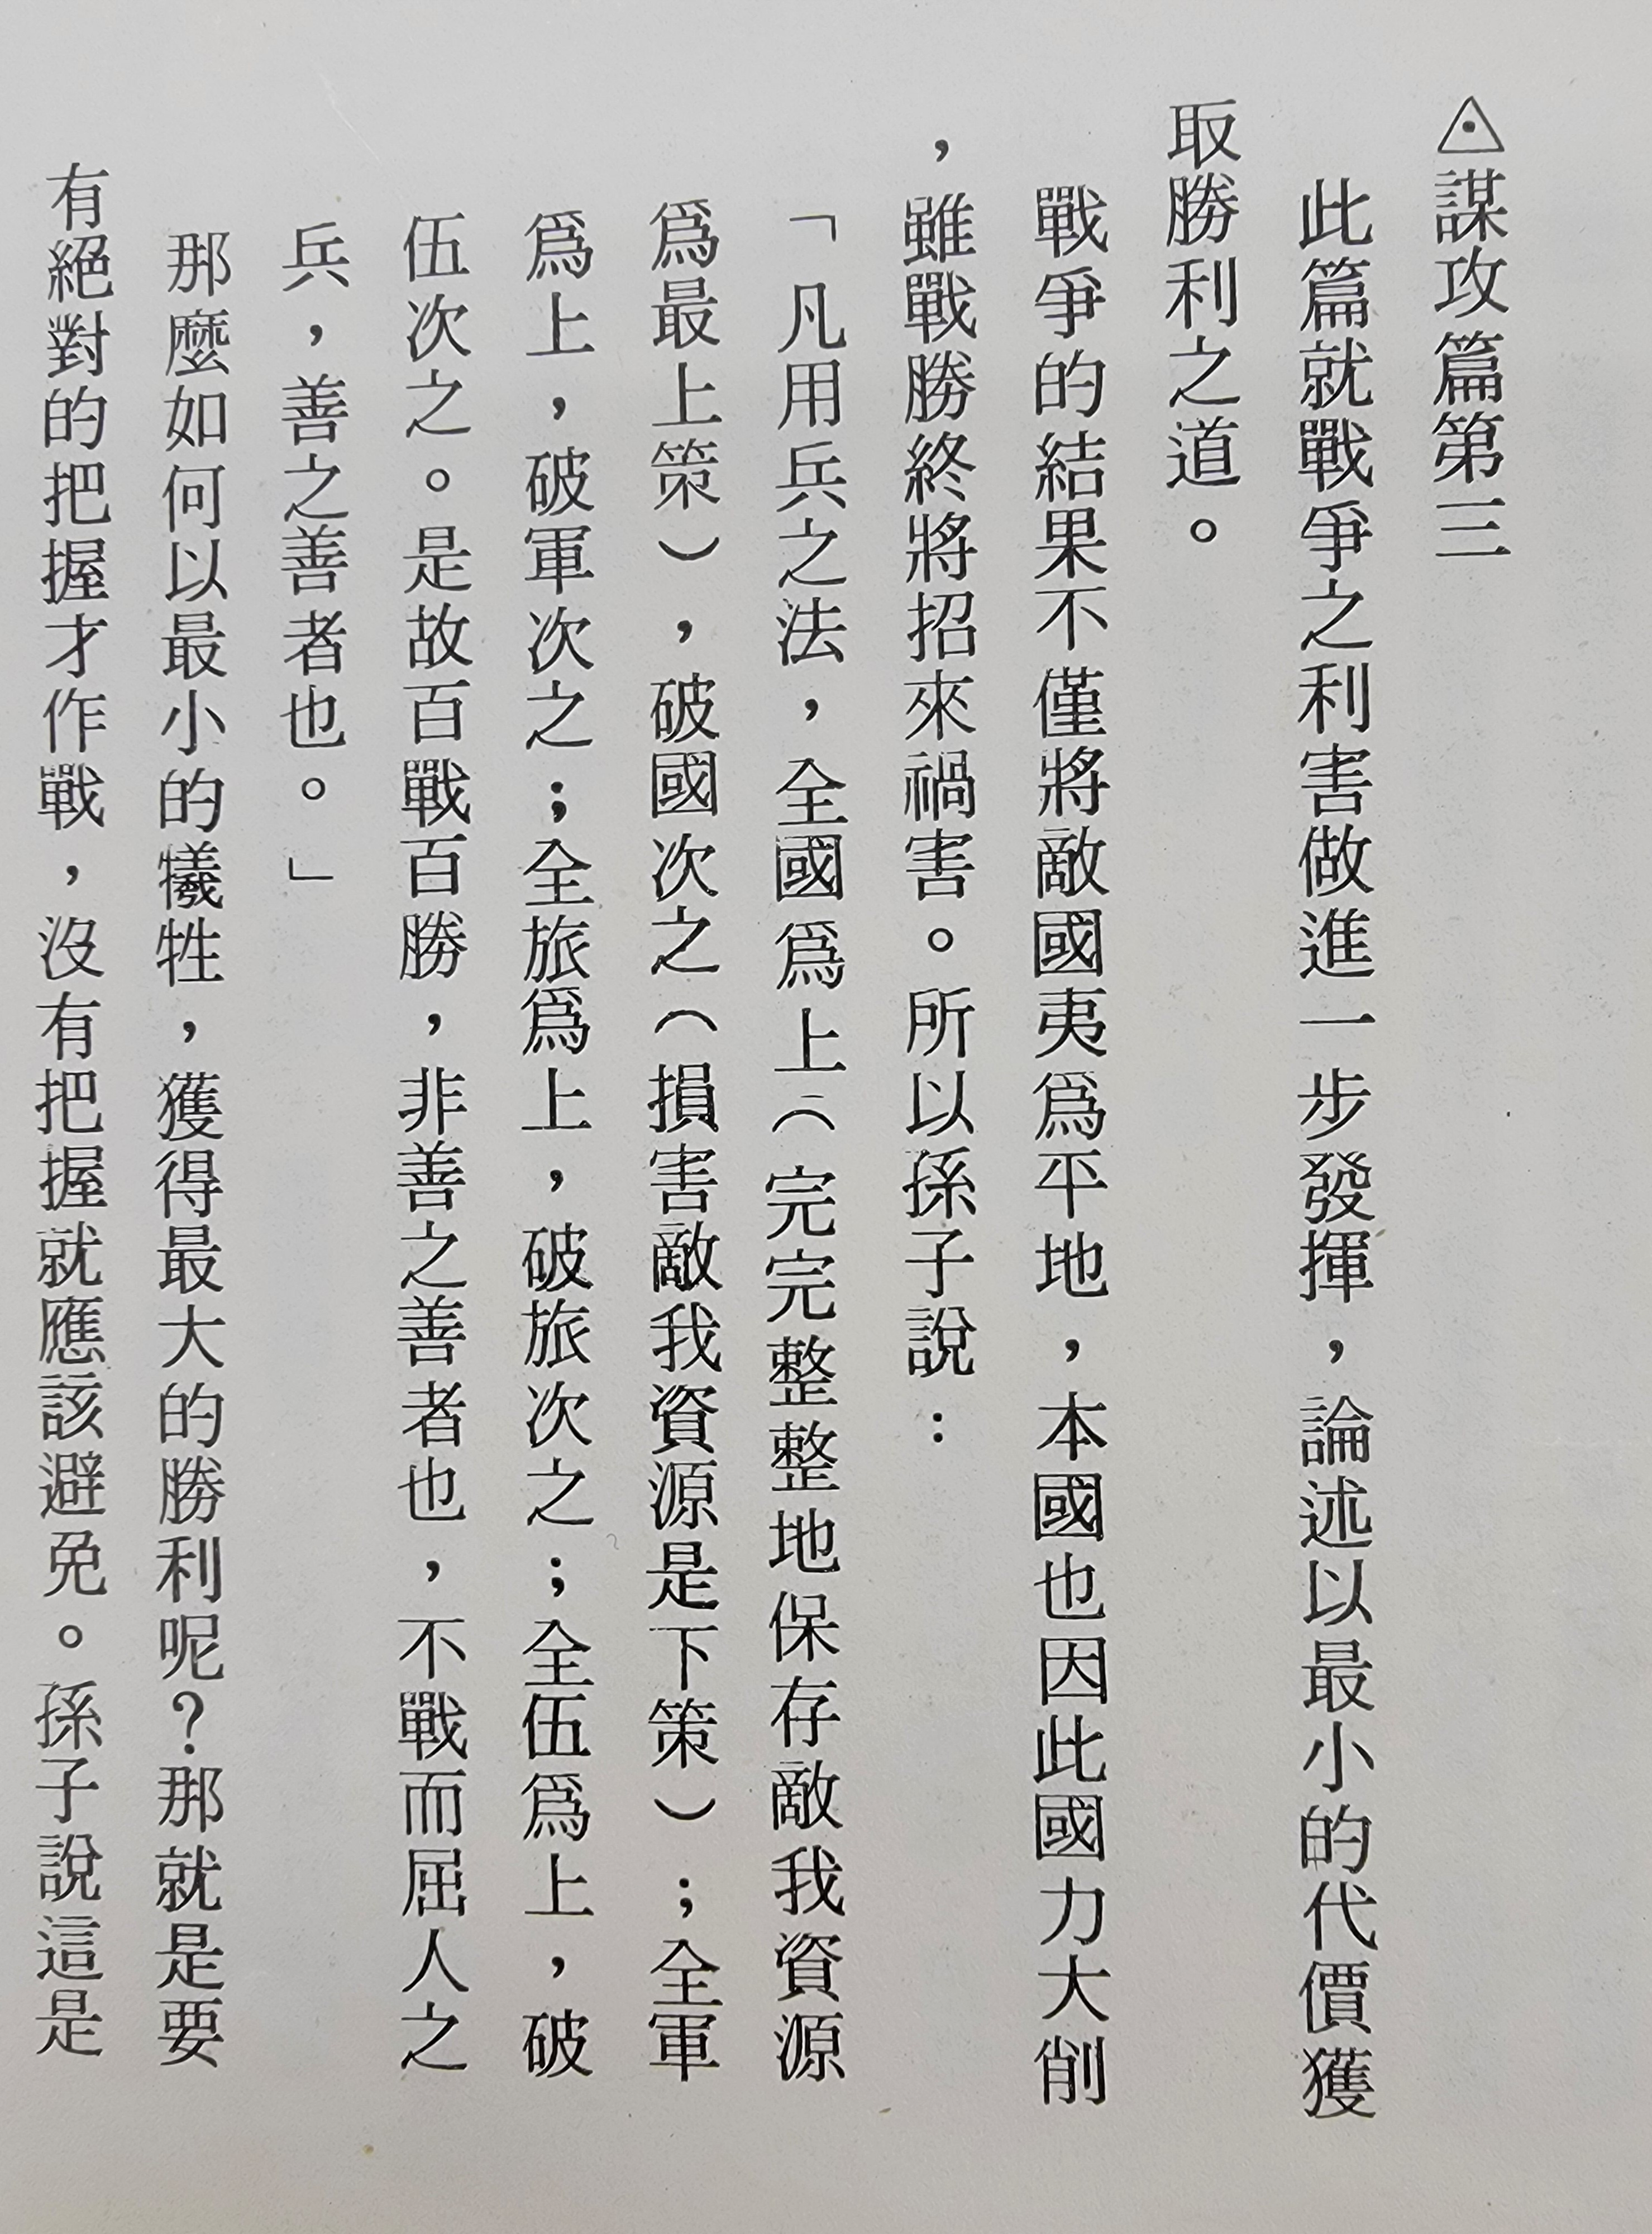 ◬謀攻篇第三
此篇就戰爭之利害做進一步發揮，論述以最小的代價獲
取勝利之道。
戰爭的結果不僅將敵國夷爲平地，本國也因此國力大削
，雖戰勝終將招來禍害。所以孫子說：
「凡用兵之法，全國爲上（完完整整地保存敵我資源
爲最上策），破國次之（損害敵我資源是下策）；全軍
爲上，破軍次之；全旅爲上，破旅次之；全伍爲上，破
伍次之。是故百戰百勝，非善之善者也，不戰而屈人之
兵，善之善者也。」
那麼如何以最小的犧牲，獲得最大的勝利呢？那就是要
有絕對的把握才作戰，沒有把握就應該避免。孫子說這是